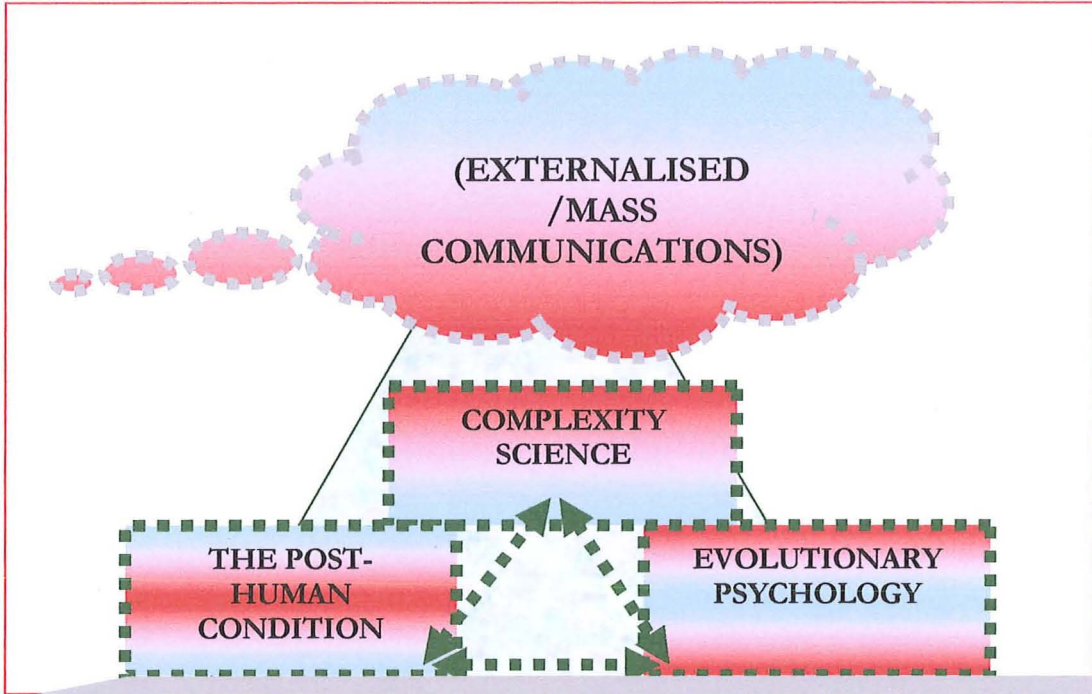 (EXTERNALISED
/MASS
COMMUNICATIONS)
COMPLEXITY
SCIENCE
THE POST-
HUMAN
CONDITION
EVOLUTIONARY
PSYCHOLOGY